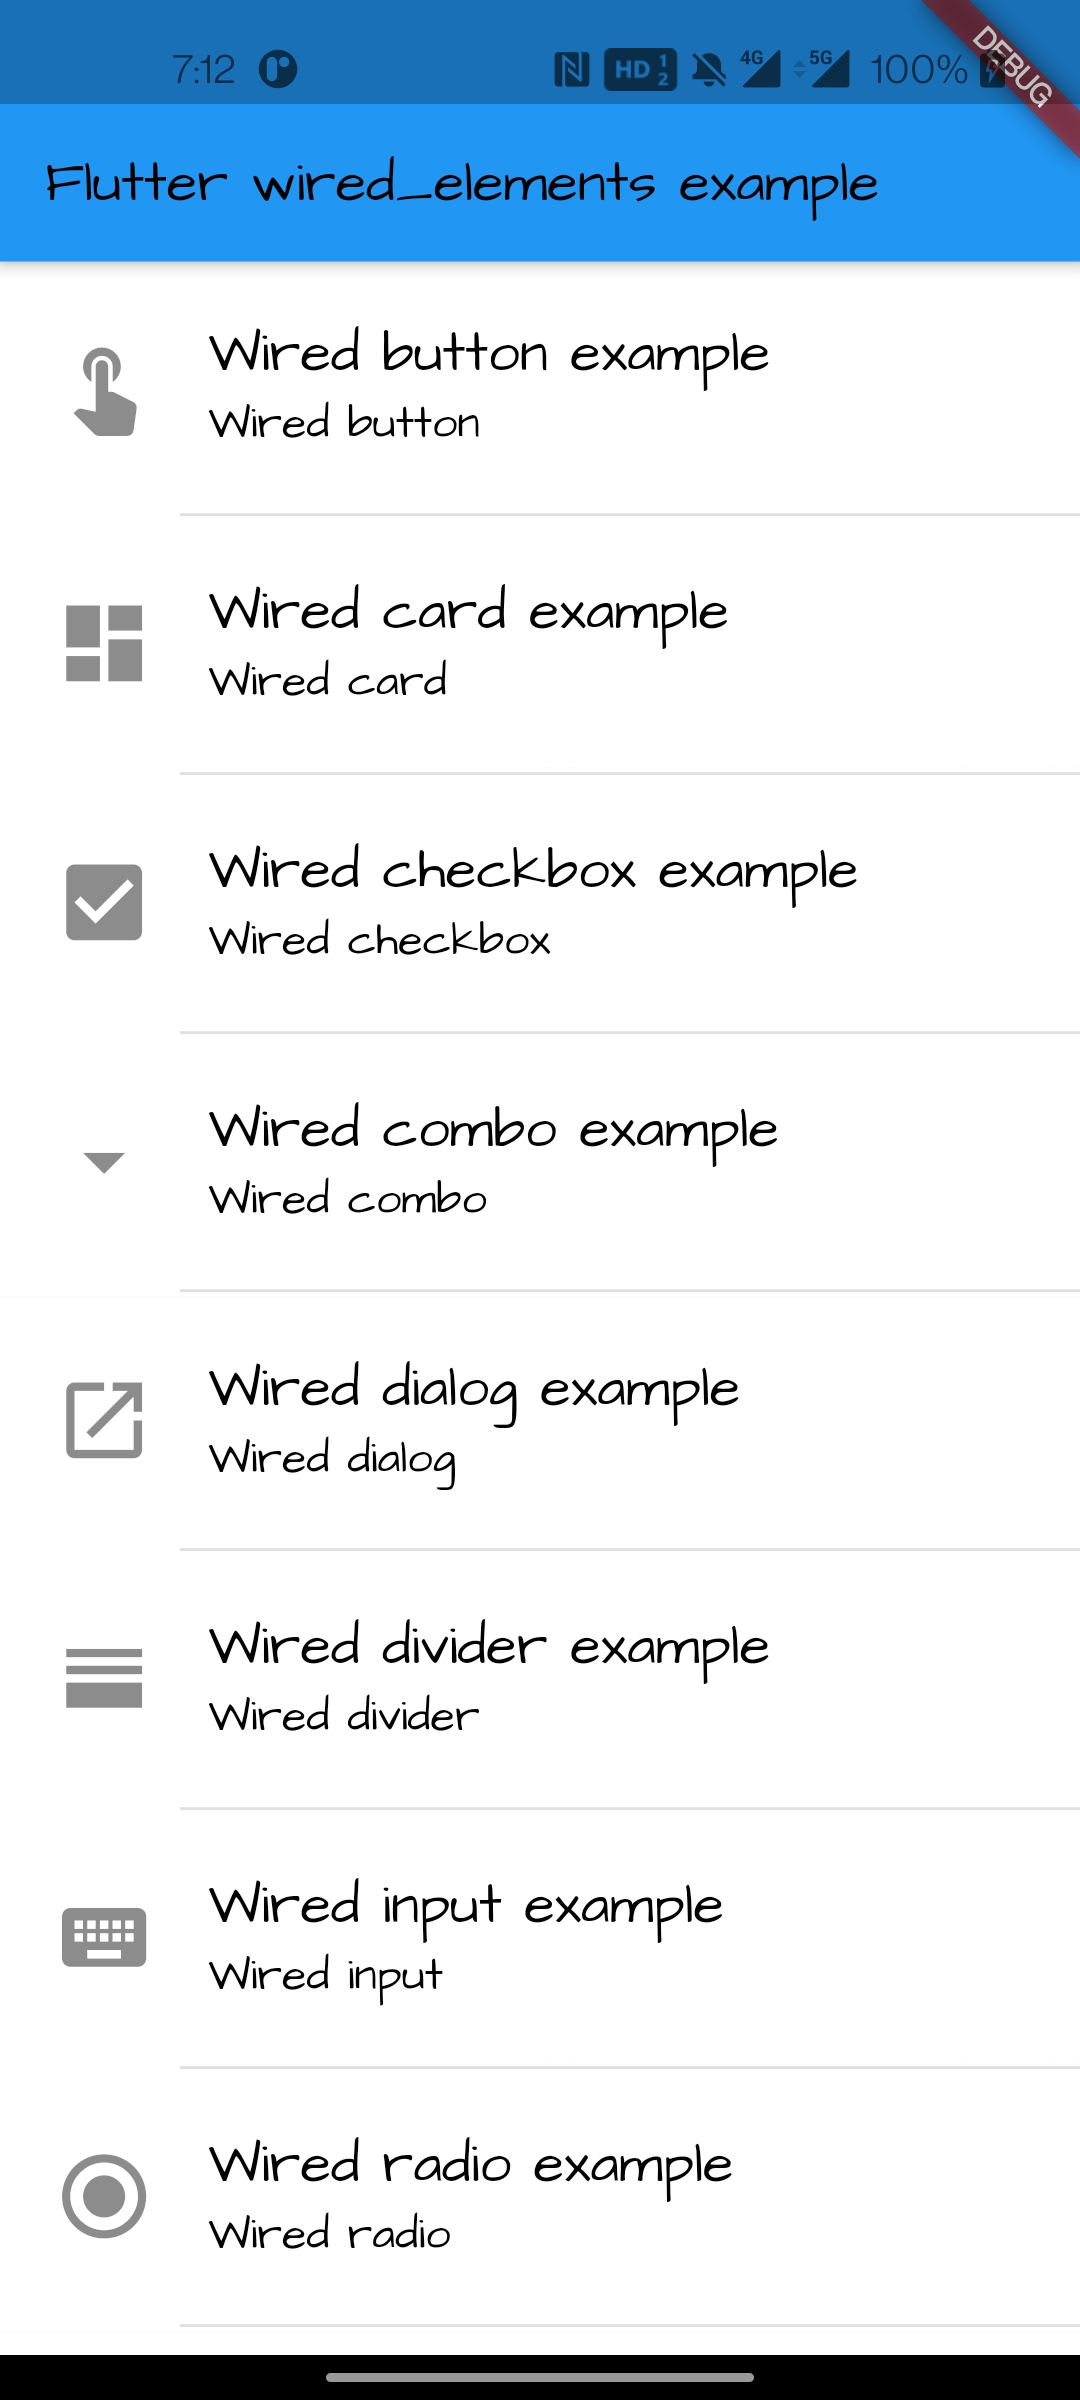 7:12 HD 1 2 4G 5G 100%
DEBUG
Flutter wired_elements example
Wired button example
Wired button
Wired card example
Wired card
Wired checkbox example
Wired checkbox
Wired combo example
Wired combo
Wired dialog example
Wired dialog
Wired divider example
Wired divider
Wired input example
Wired input
Wired radio example
Wired radio